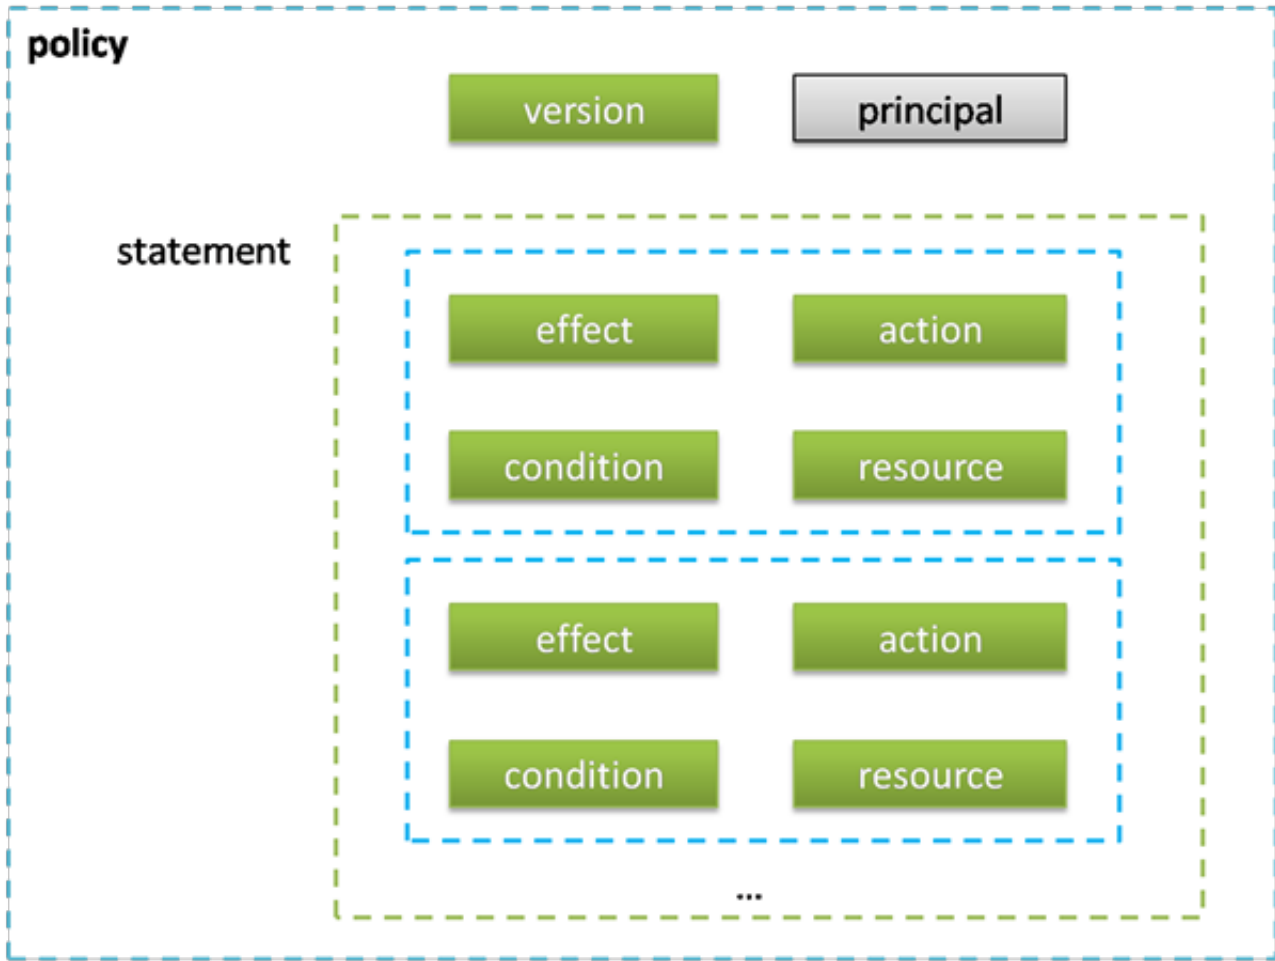 policy
version principal
statement
effect action
condition resource
effect action
condition resource
...